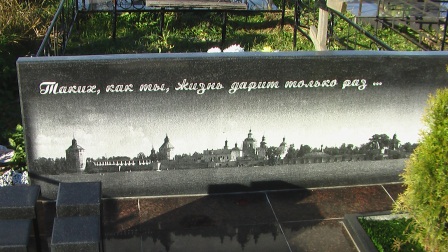 Таких, как ты, жизнь дарит только раз ...